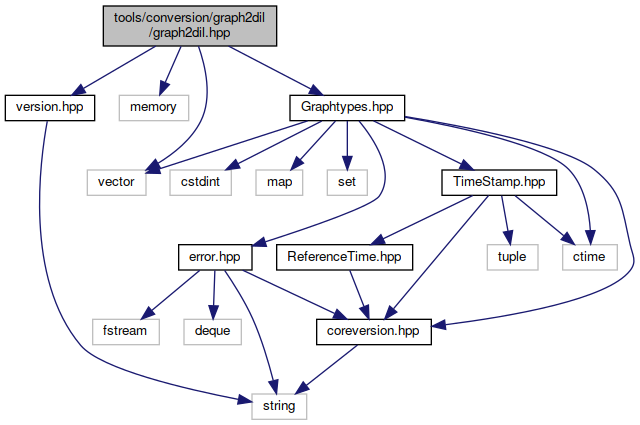 tools/conversion/graph2dil
/graph2dil.hpp
version.hpp
memory
Graphtypes.hpp
vector
cstdint
map
set
TimeStamp.hpp
error.hpp
ReferenceTime.hpp
tuple
ctime
fstream
deque
coreversion.hpp
string